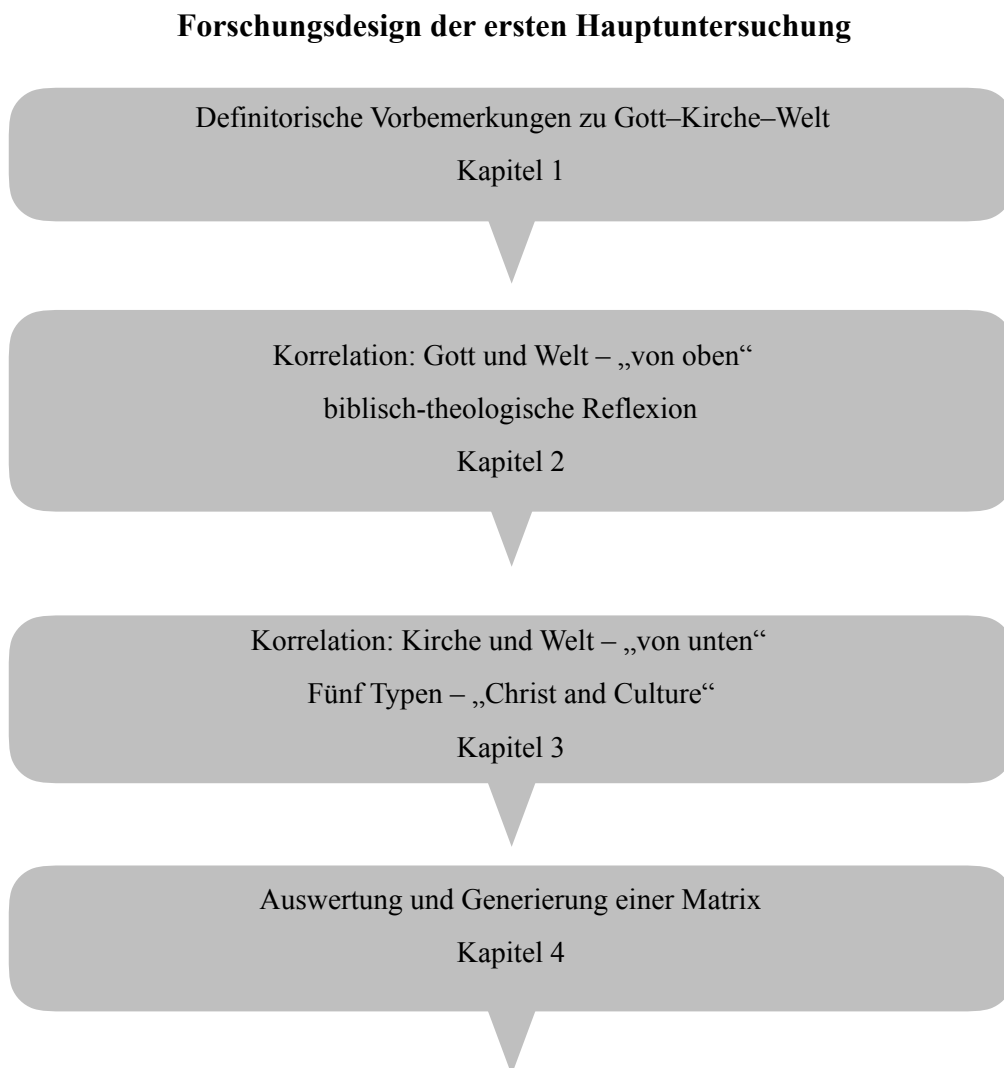 Forschungsdesign der ersten Hauptuntersuchung
Definitorische Vorbemerkungen zu Gott–Kirche–Welt
Kapitel 1
Korrelation: Gott und Welt – „von oben“
biblisch-theologische Reflexion
Kapitel 2
Korrelation: Kirche und Welt – „von unten“
Fünf Typen – „Christ and Culture“
Kapitel 3
Auswertung und Generierung einer Matrix
Kapitel 4